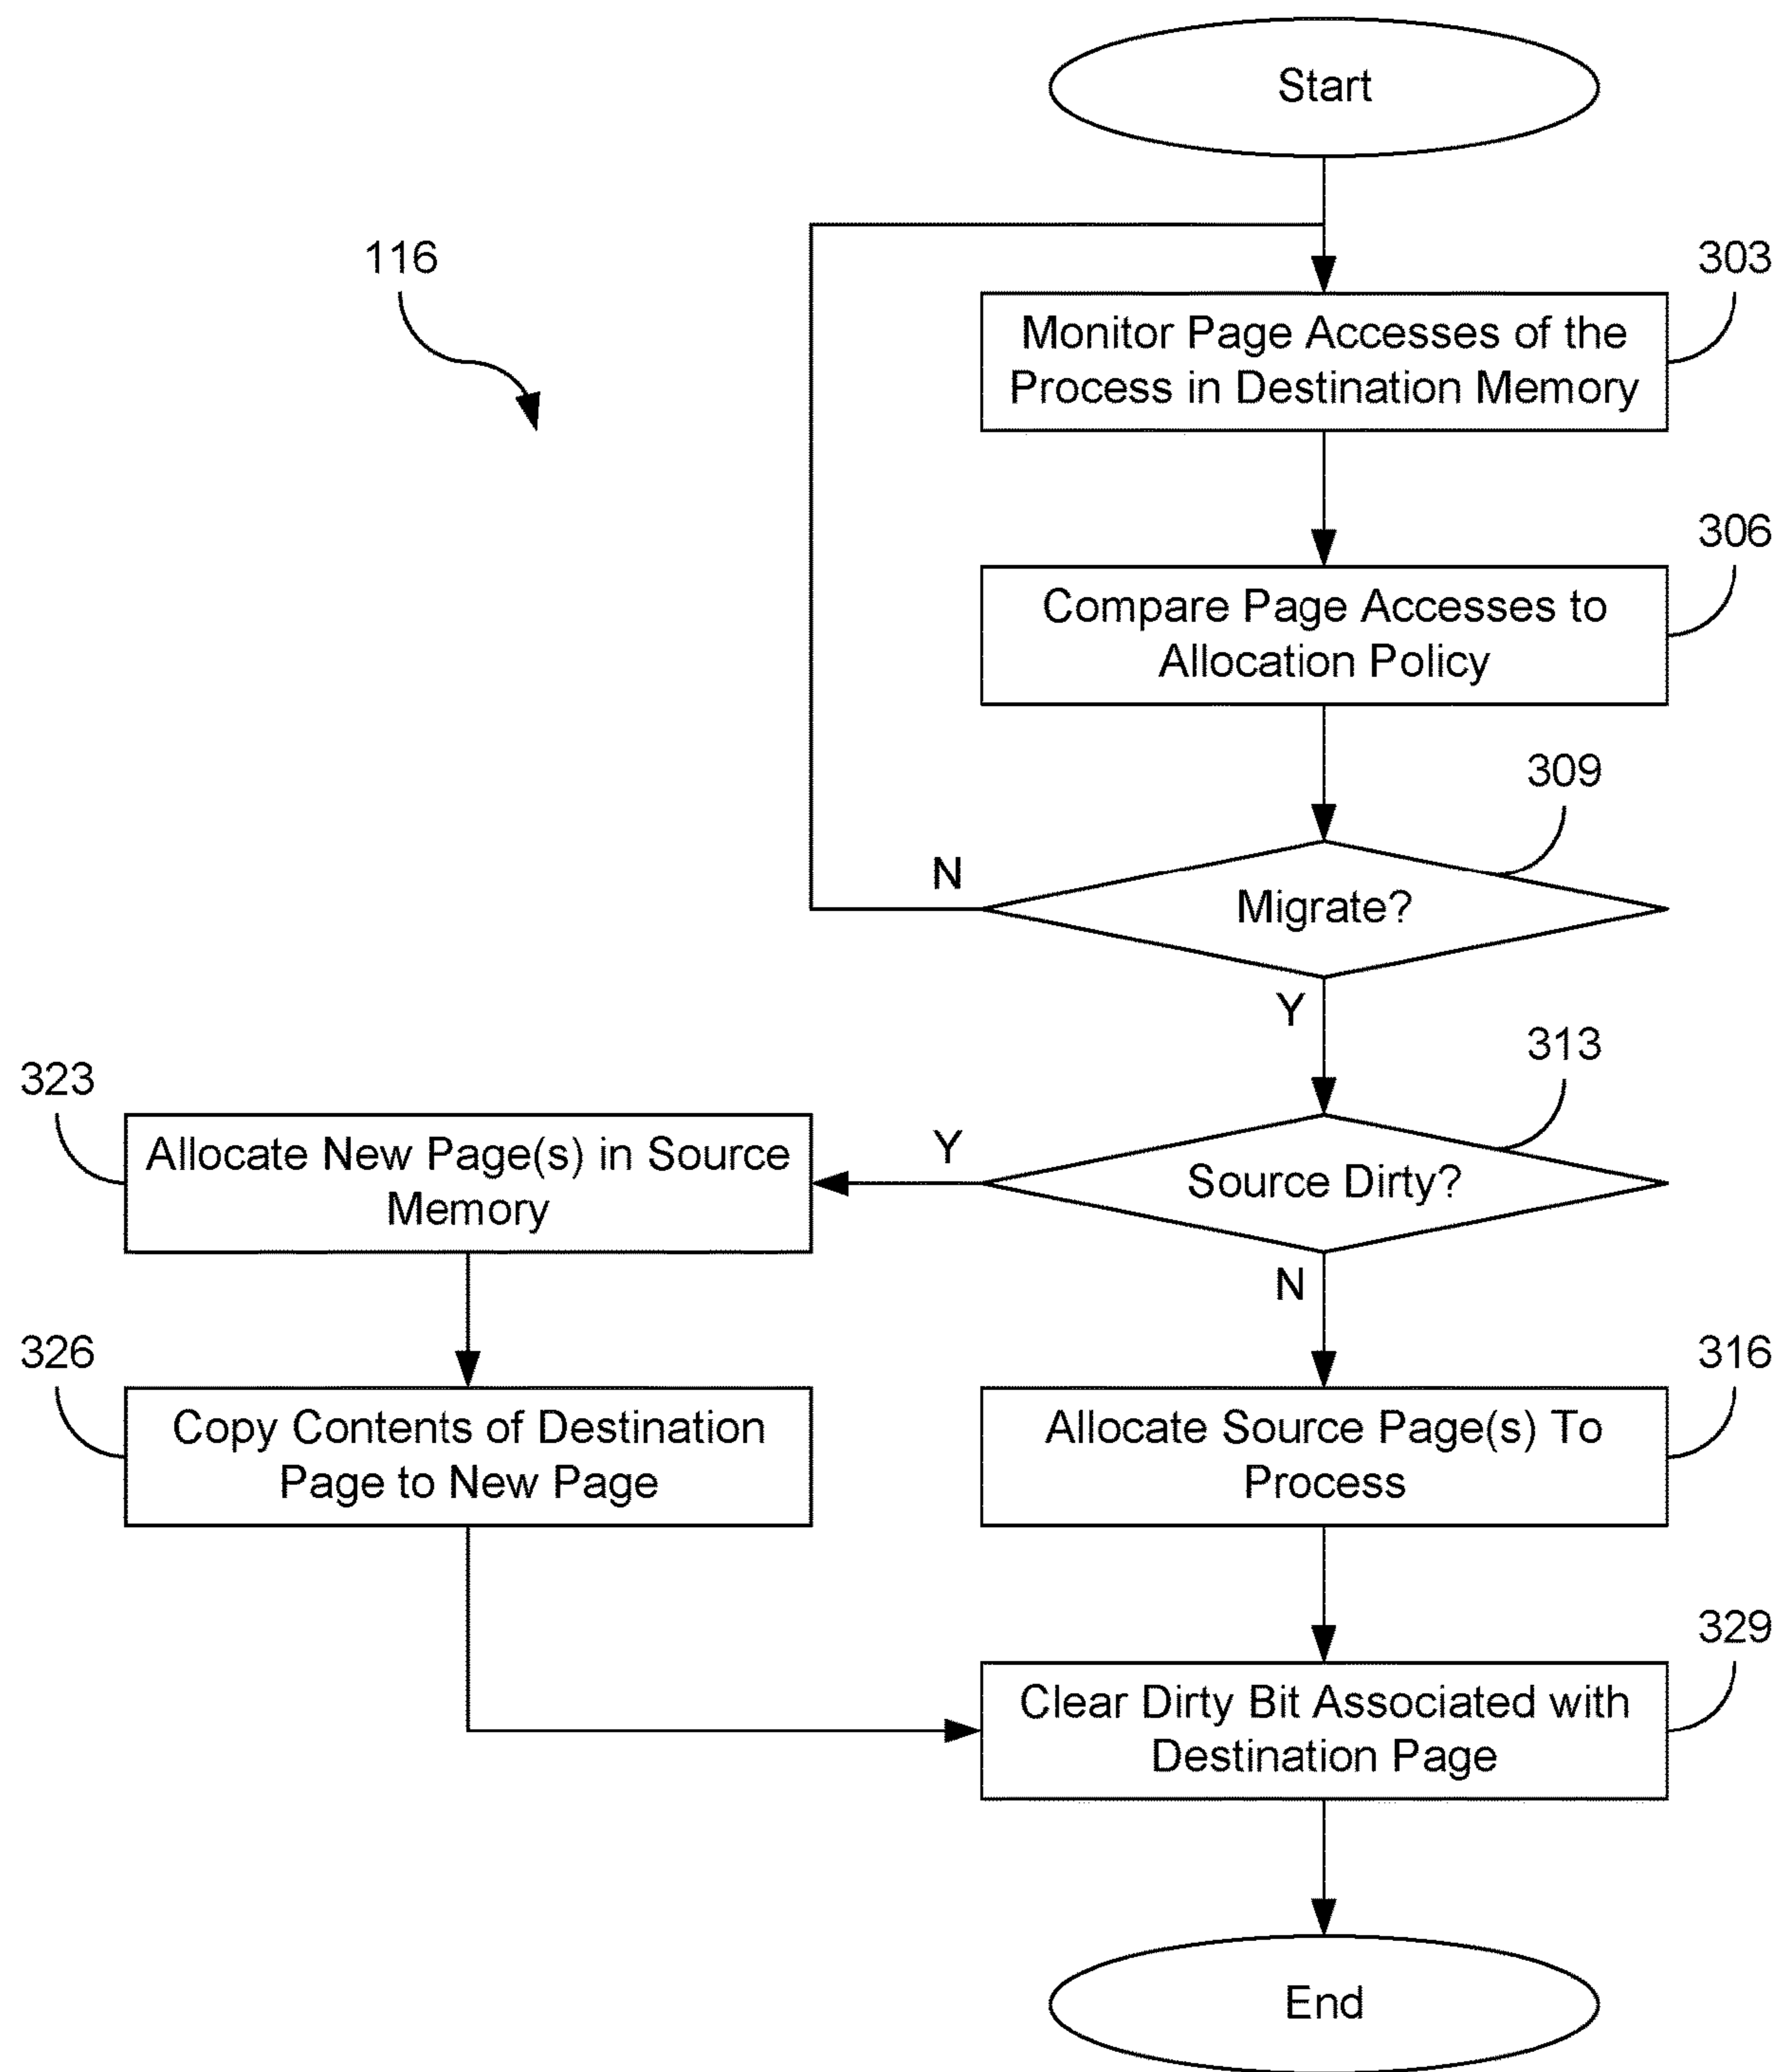 Start
116
303
Monitor Page Accesses of the
Process in Destination Memory
306
Compare Page Accesses to
Allocation Policy
309
N
Migrate?
Y
313
323
Allocate New Page(s) in Source
Memory
Y
Source Dirty?
N
326
Copy Contents of Destination
Page to New Page
316
Allocate Source Page(s) To
Process
329
Clear Dirty Bit Associated with
Destination Page
End